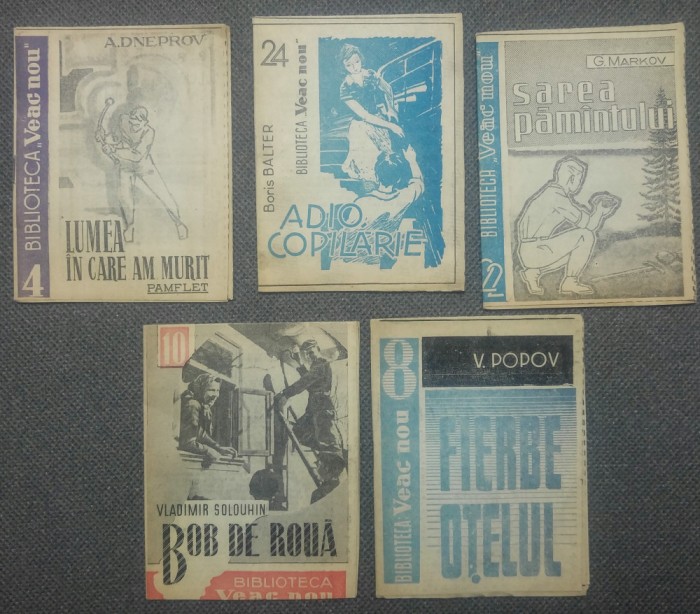 A.DNEPROV
BIBLIOTECA „Veac nou"
4
LUMEA
ÎN CARE AM MURIT
PAMFLET
24
Boris BALTER
BIBLIOTECA Veac nou"
ADIO
COPILĂRIE
G. MARKOV
sarea
pămîntului
BIBLIOTECA „Veac nou"
2
10
VLADIMIR SOLOUHIN
BOB DE ROUĂ
BIBLIOTECA
Veac nou
8
V. POPOV
BIBLIOTECA Veac nou
FIERBE
OȚELUL